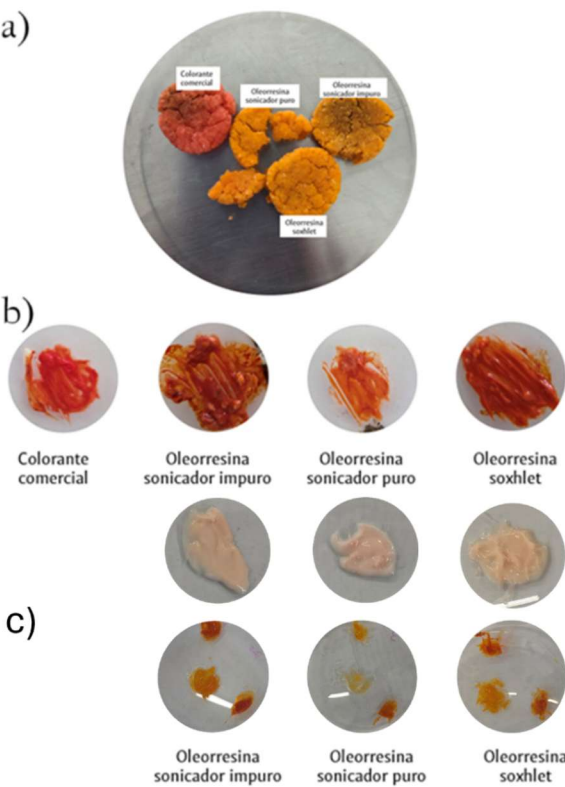 a)
Colorante
comercial
Oleorresina
sonicador puro
Oleorresina
sonicador impuro
Oleorresina
soxhlet
b)
Colorante
comercial
Oleorresina
sonicador impuro
Oleorresina
sonicador puro
Oleorresina
soxhlet
c)
Oleorresina
sonicador impuro
Oleorresina
sonicador puro
Oleorresina
soxhlet